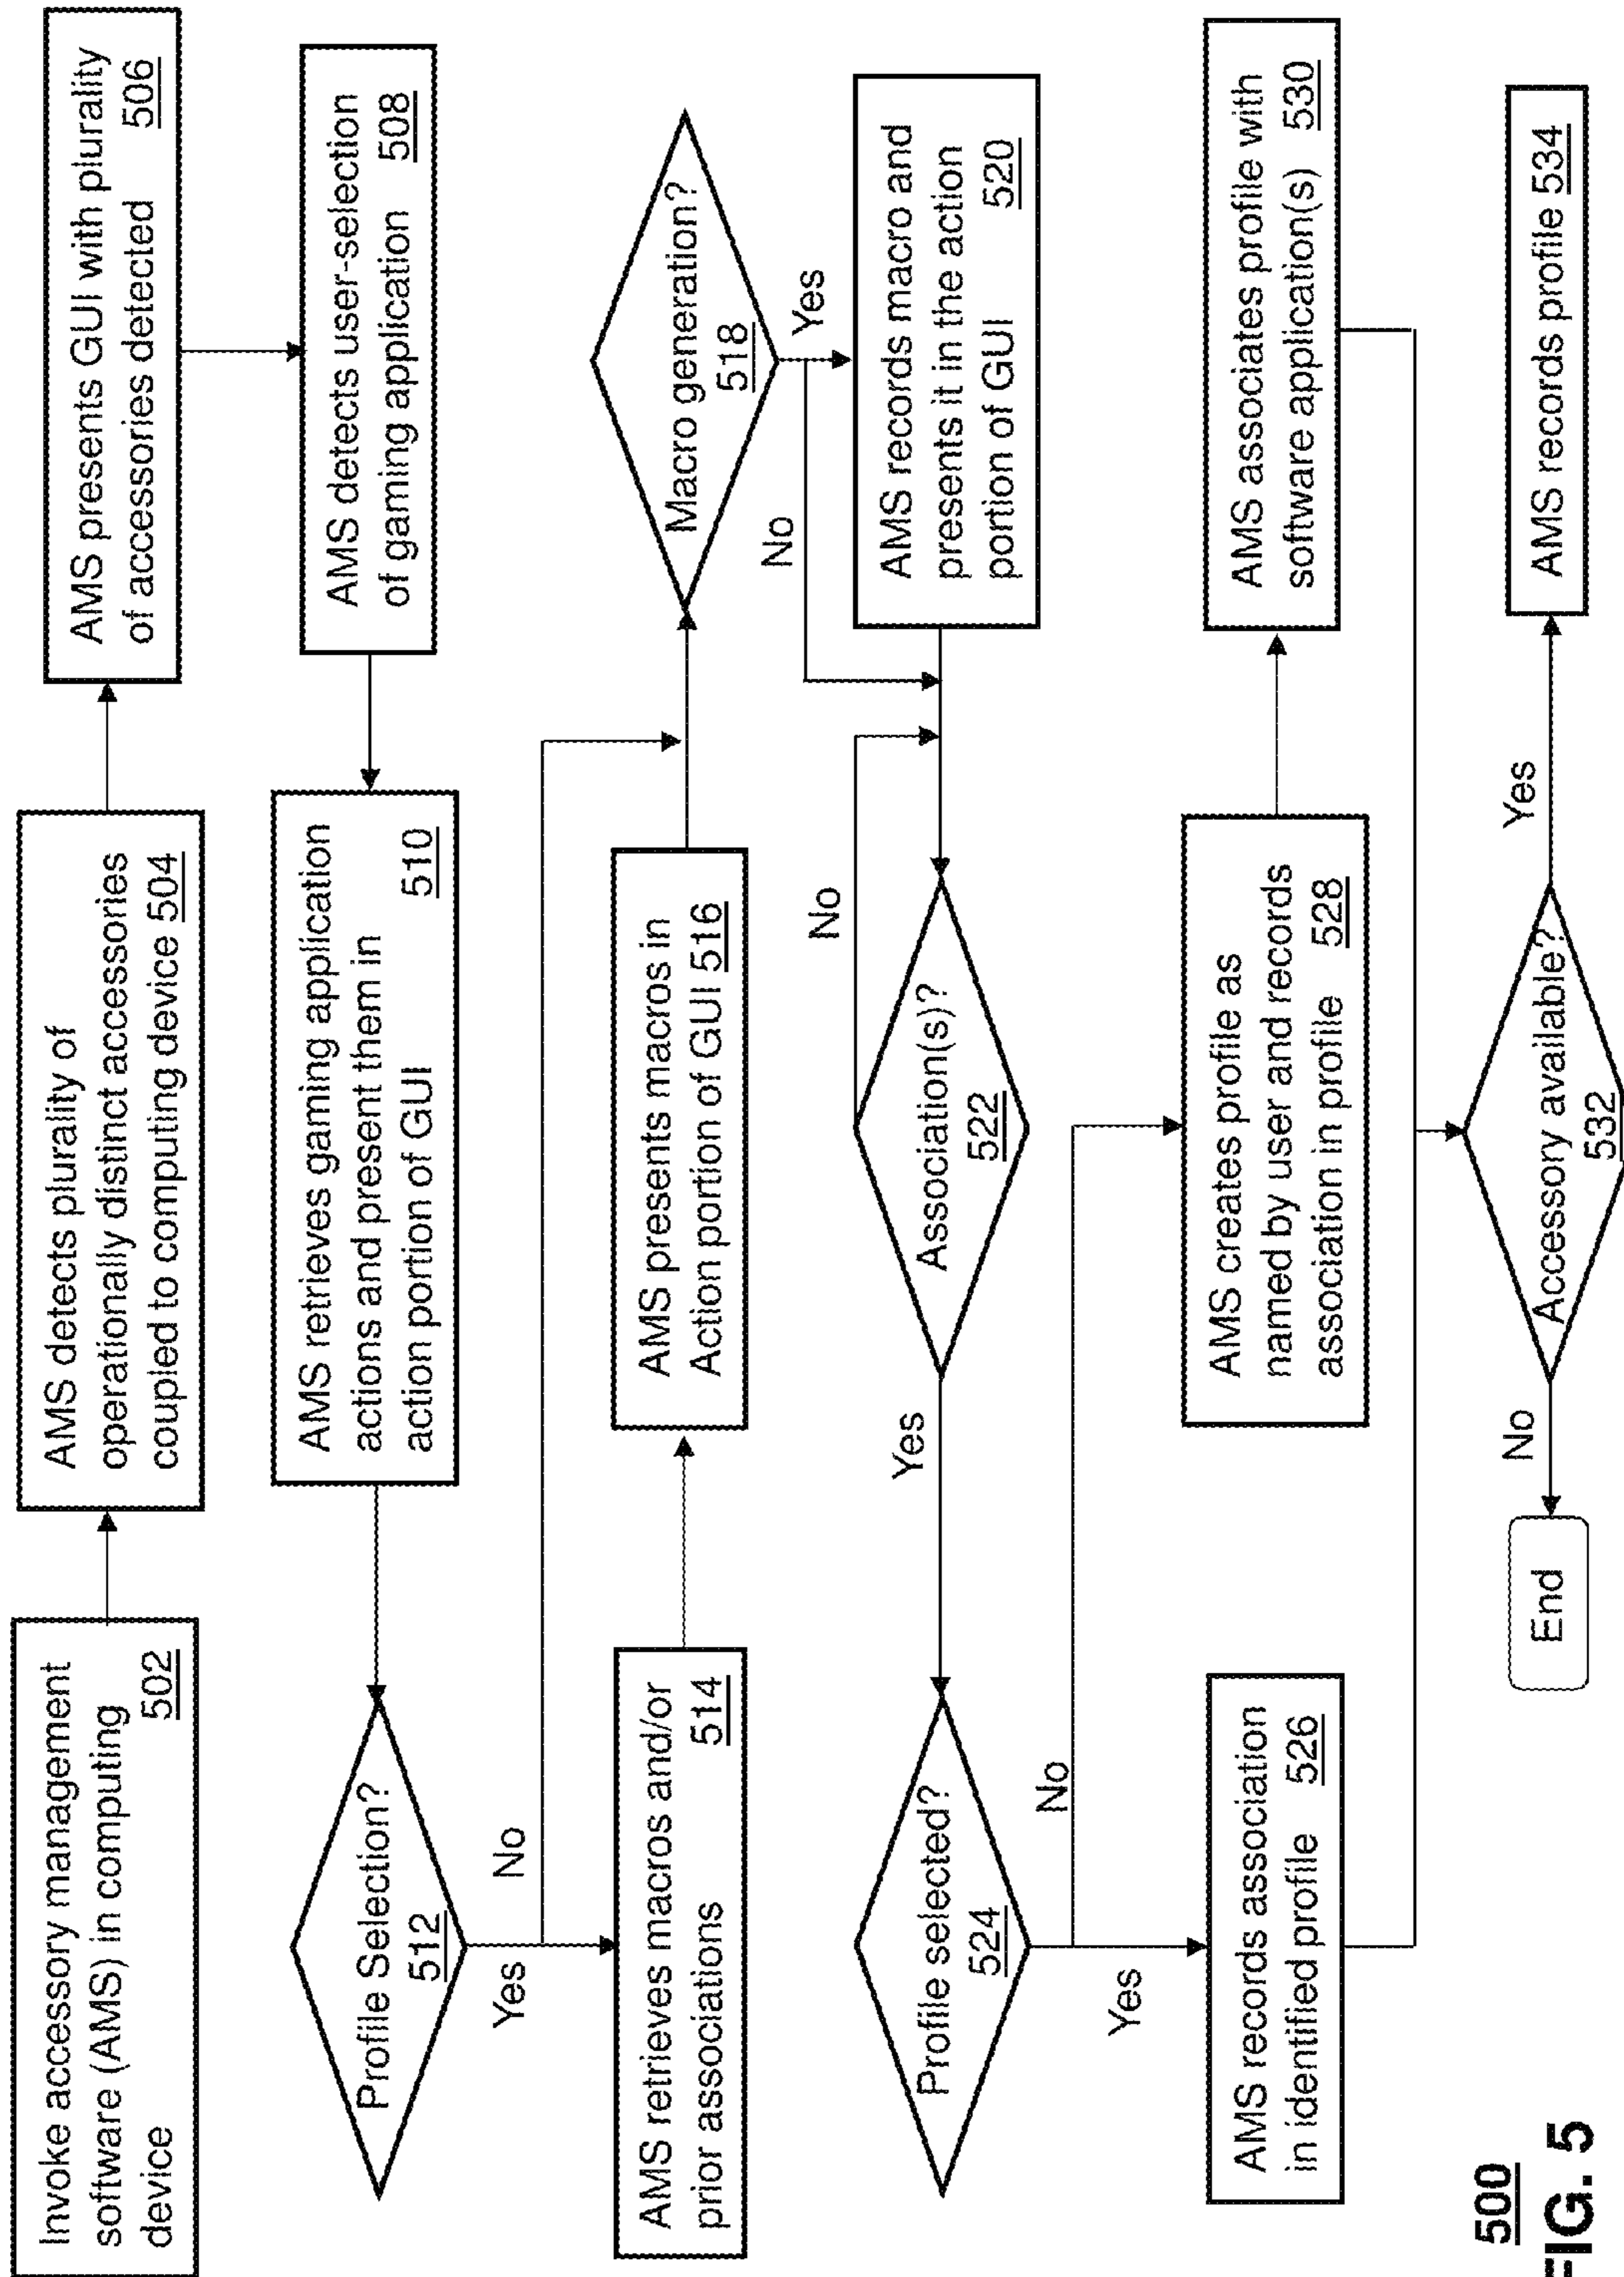 Invoke accessory management
software (AMS) in computing
device 502
AMS detects plurality of
operationally distinct accessories
coupled to computing device 504
AMS presents GUI with plurality
of accessories detected 506
AMS detects user-selection
of gaming application 508
AMS retrieves gaming application
actions and present them in
action portion of GUI 510
Profile Selection?
512
No
Yes
AMS retrieves macros and/or
prior associations 514
AMS presents macros in
Action portion of GUI 516
Macro generation?
518
Yes
No
AMS records macro and
presents it in the action
portion of GUI 520
Association(s)?
522
No
Yes
Profile selected?
524
No
Yes
AMS records association
in identified profile 526
AMS creates profile as
named by user and records
association in profile 528
AMS associates profile with
software application(s) 530
Accessory available?
532
No
Yes
End
AMS records profile 534
500
FIG. 5